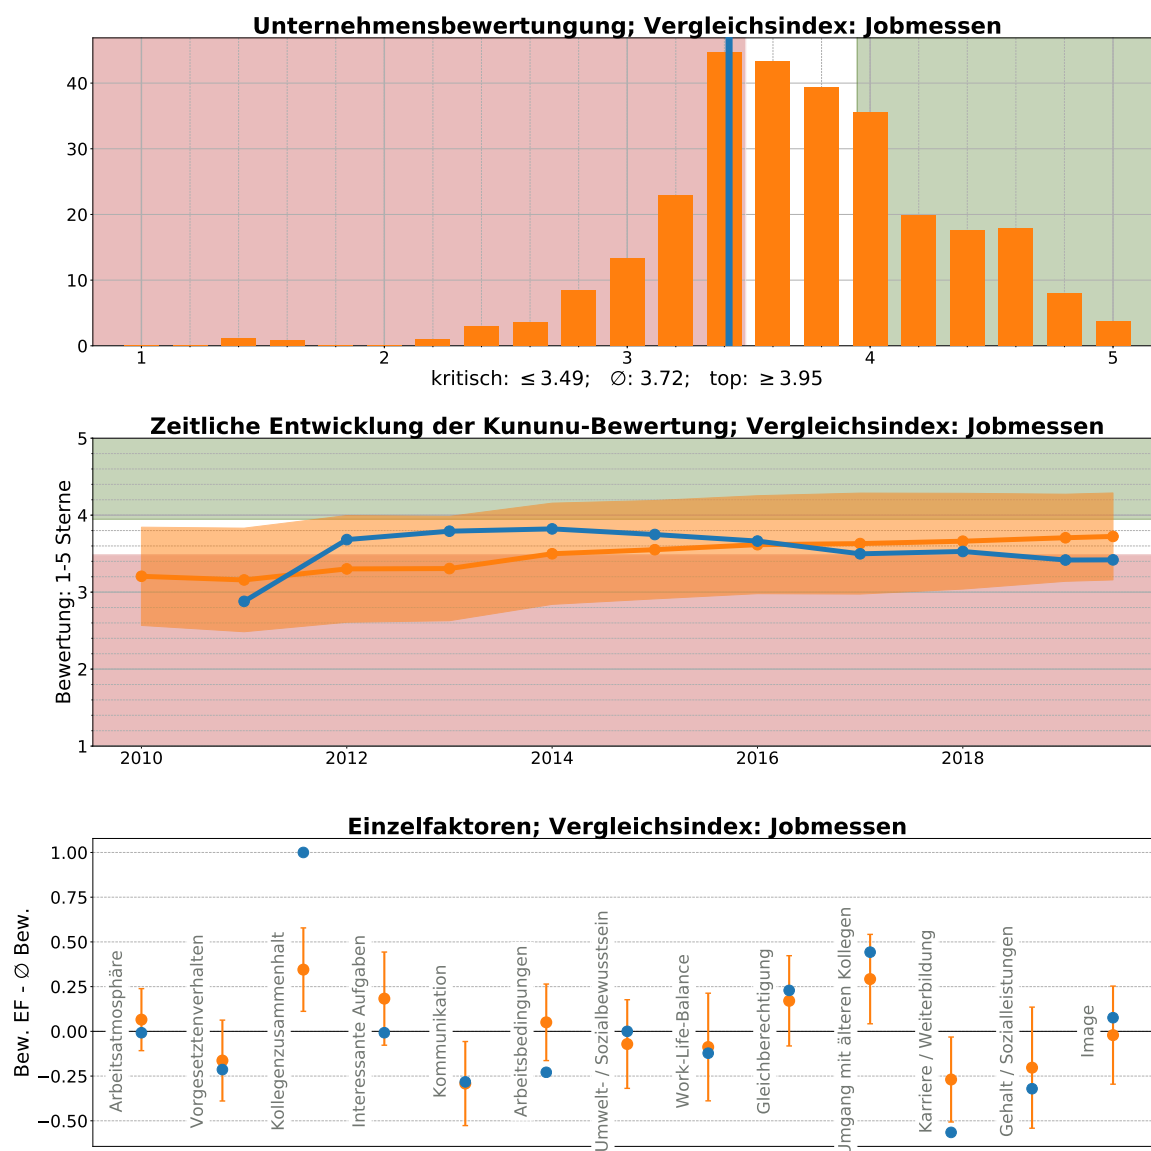 Unternehmensbewertungung; Vergleichsindex: Jobmessen
40
30
20
10
0
1 2 3 4 5
kritisch: ≤ 3.49; ∅: 3.72; top: ≥ 3.95
Zeitliche Entwicklung der Kununu-Bewertung; Vergleichsindex: Jobmessen
Bewertung: 1-5 Sterne
5
4
3
2
1
2010 2012 2014 2016 2018
Einzelfaktoren; Vergleichsindex: Jobmessen
Bew. EF - ∅ Bew.
1.00
0.75
0.50
0.25
0.00
−0.25
−0.50
Arbeitsatmosphäre
Vorgesetztenverhalten
Kollegenzusammenhalt
Interessante Aufgaben
Kommunikation
Arbeitsbedingungen
Umwelt- / Sozialbewusstsein
Work-Life-Balance
Gleichberechtigung
Umgang mit älteren Kollegen
Karriere / Weiterbildung
Gehalt / Sozialleistungen
Image